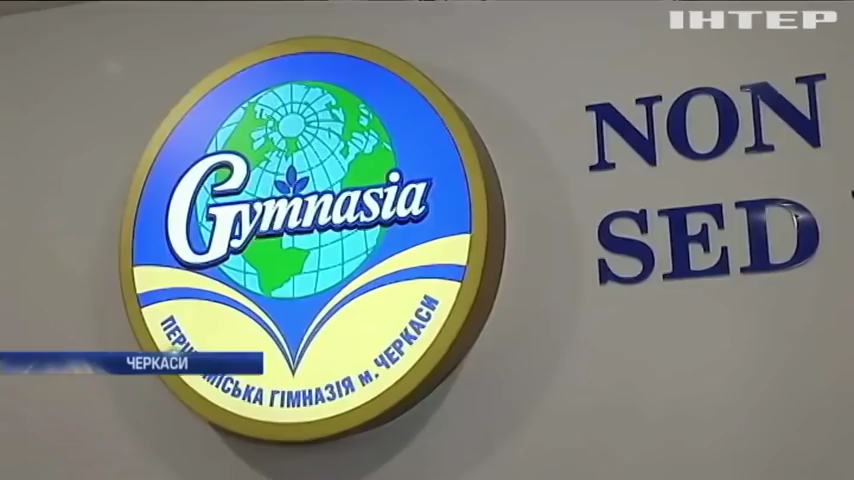 ІНТЕР
NON
SED
Gymnasia
МІСЬКА ГІМНАЗІЯ м. ЧЕРКАСИ
ЧЕРКАСИ